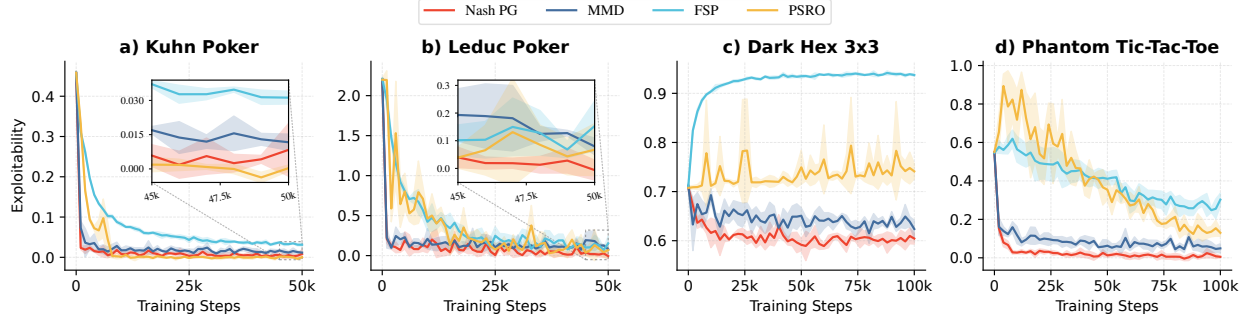 Nash PG MMD FSP PSRO
a) Kuhn Poker
Exploitability
0.4
0.3
0.2
0.1
0.0
0.030
0.015
0.000
45k 47.5k 50k
0 25k 50k
Training Steps
b) Leduc Poker
2.0
1.5
1.0
0.5
0.0
0.3
0.2
0.1
0.0
45k 47.5k 50k
0 25k 50k
Training Steps
c) Dark Hex 3x3
0.9
0.8
0.7
0.6
0 25k 50k 75k 100k
Training Steps
d) Phantom Tic-Tac-Toe
1.0
0.8
0.6
0.4
0.2
0.0
0 25k 50k 75k 100k
Training Steps